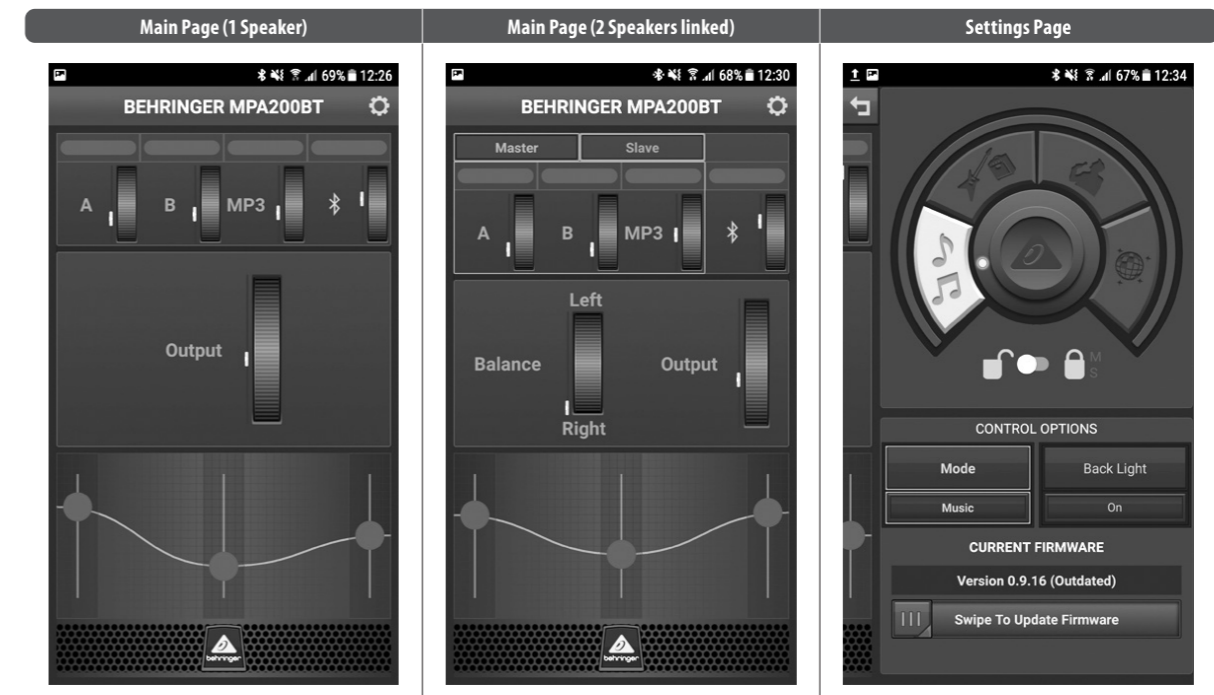 Main Page (1 Speaker)
Main Page (2 Speakers linked)
Settings Page
69% 12:26
BEHRINGER MPA200BT
A
B
MP3
Output
behringer
68% 12:30
BEHRINGER MPA200BT
Master
Slave
A
B
MP3
Left
Balance
Output
Right
behringer
67% 12:34
M
S
CONTROL OPTIONS
Mode
Back Light
Music
On
CURRENT FIRMWARE
Version 0.9.16 (Outdated)
Swipe To Update Firmware